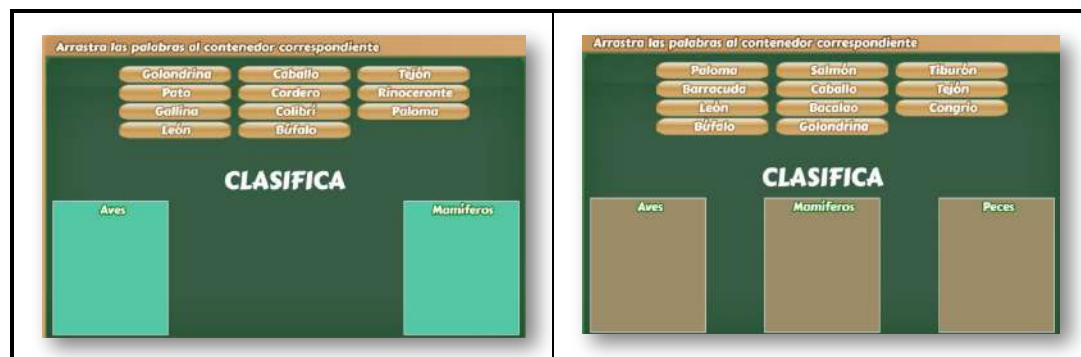 Arrastra las palabras al contenedor correspondiente
Golondrina Caballo Tejón
Pato Cordero Rinoceronte
Gallina Colibrí Paloma
León Búfalo
CLASIFICA
Aves Mamíferos
Arrastra las palabras al contenedor correspondiente
Paloma Salmón Tiburón
Barracuda Caballo Tejón
León Bacalao Congrio
Búfalo Golondrina
CLASIFICA
Aves Mamíferos Peces